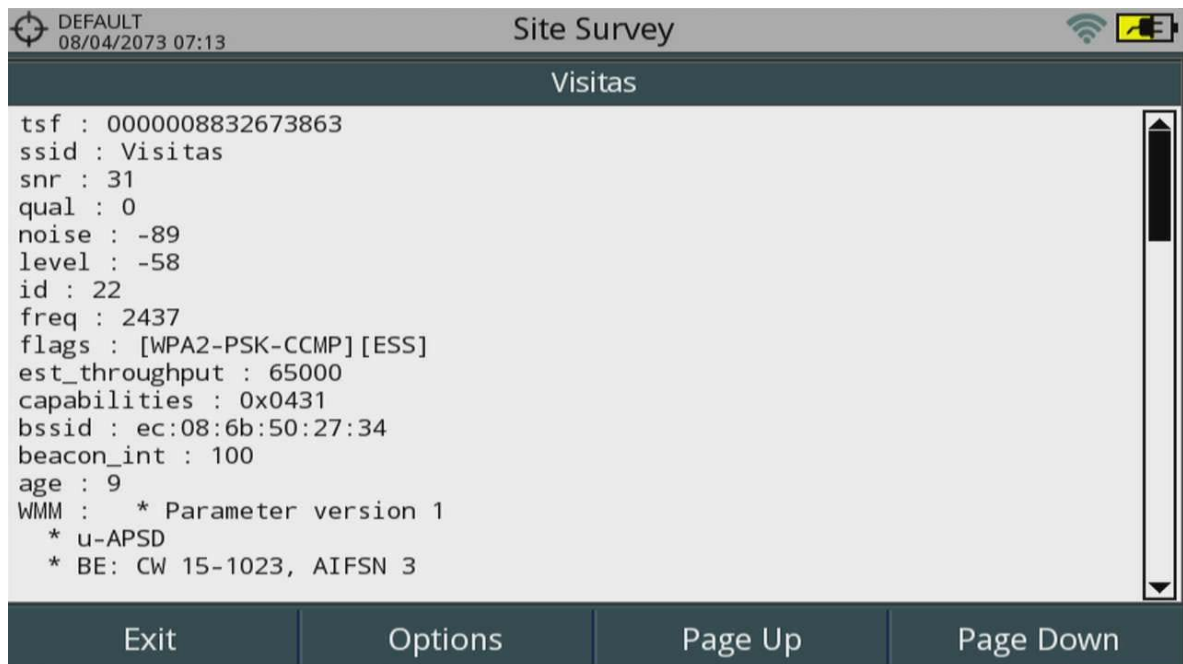 DEFAULT
08/04/2073 07:13
Site Survey
Visitas
tsf : 0000008832673863
ssid : Visitas
snr : 31
qual : 0
noise : -89
level : -58
id : 22
freq : 2437
flags : [WPA2-PSK-CCMP][ESS]
est_throughput : 65000
capabilities : 0x0431
bssid : ec:08:6b:50:27:34
beacon_int : 100
age : 9
WMM :   * Parameter version 1
  * u-APSD
  * BE: CW 15-1023, AIFSN 3
Exit
Options
Page Up
Page Down